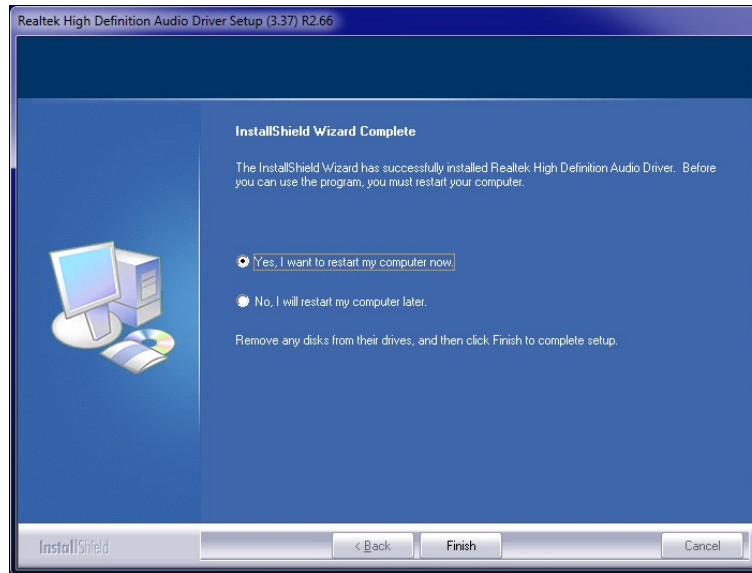 Realtek High Definition Audio Driver Setup (3.37) R2.66
InstallShield Wizard Complete
The InstallShield Wizard has successfully installed Realtek High Definition Audio Driver. Before
you can use the program, you must restart your computer.
Yes, I want to restart my computer now.
No, I will restart my computer later.
Remove any disks from their drives, and then click Finish to complete setup.
InstallShield
< Back
Finish
Cancel